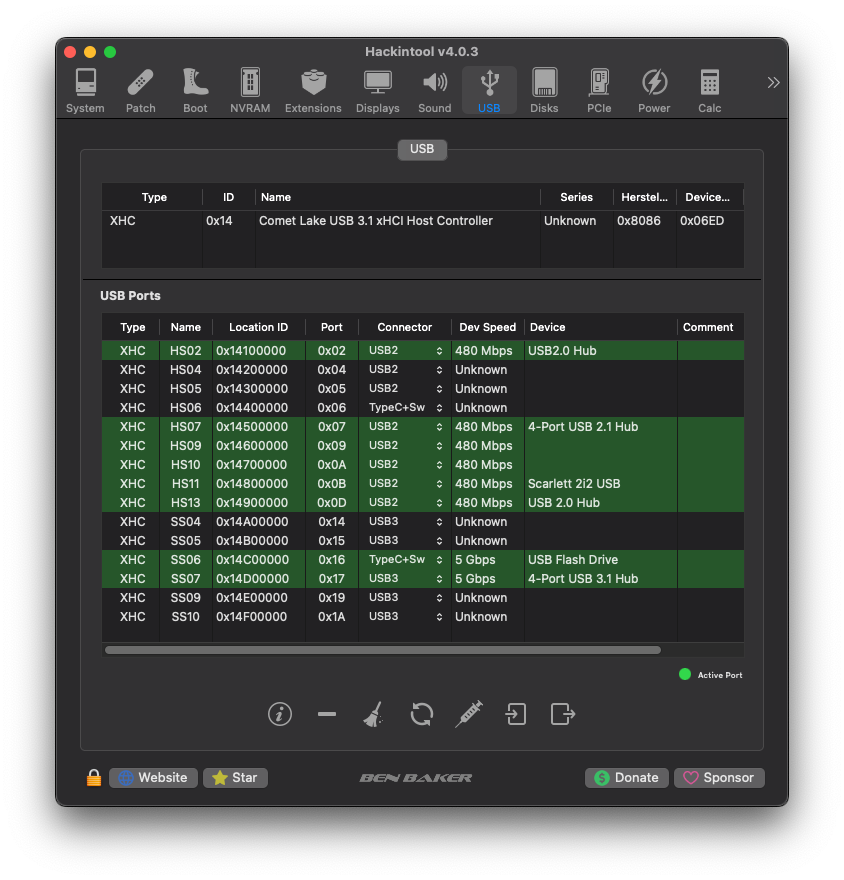 Hackintool v4.0.3
System Patch Boot NVRAM Extensions Displays Sound USB Disks PCIe Power Calc
USB
Type ID Name Series Herstel... Device...
XHC 0x14 Comet Lake USB 3.1 xHCI Host Controller Unknown 0x8086 0x06ED
USB Ports
Type Name Location ID Port Connector Dev Speed Device Comment
XHC HS02 0x14100000 0x02 USB2 480 Mbps USB2.0 Hub
XHC HS04 0x14200000 0x04 USB2 Unknown
XHC HS05 0x14300000 0x05 USB2 Unknown
XHC HS06 0x14400000 0x06 TypeC+Sw Unknown
XHC HS07 0x14500000 0x07 USB2 480 Mbps 4-Port USB 2.1 Hub
XHC HS09 0x14600000 0x09 USB2 480 Mbps
XHC HS10 0x14700000 0x0A USB2 480 Mbps
XHC HS11 0x14800000 0x0B USB2 480 Mbps Scarlett 2i2 USB
XHC HS13 0x14900000 0x0D USB2 480 Mbps USB 2.0 Hub
XHC SS04 0x14A00000 0x14 USB3 Unknown
XHC SS05 0x14B00000 0x15 USB3 Unknown
XHC SS06 0x14C00000 0x16 TypeC+Sw 5 Gbps USB Flash Drive
XHC SS07 0x14D00000 0x17 USB3 5 Gbps 4-Port USB 3.1 Hub
XHC SS09 0x14E00000 0x19 USB3 Unknown
XHC SS10 0x14F00000 0x1A USB3 Unknown
Active Port
Website Star BEN BAKER Donate Sponsor